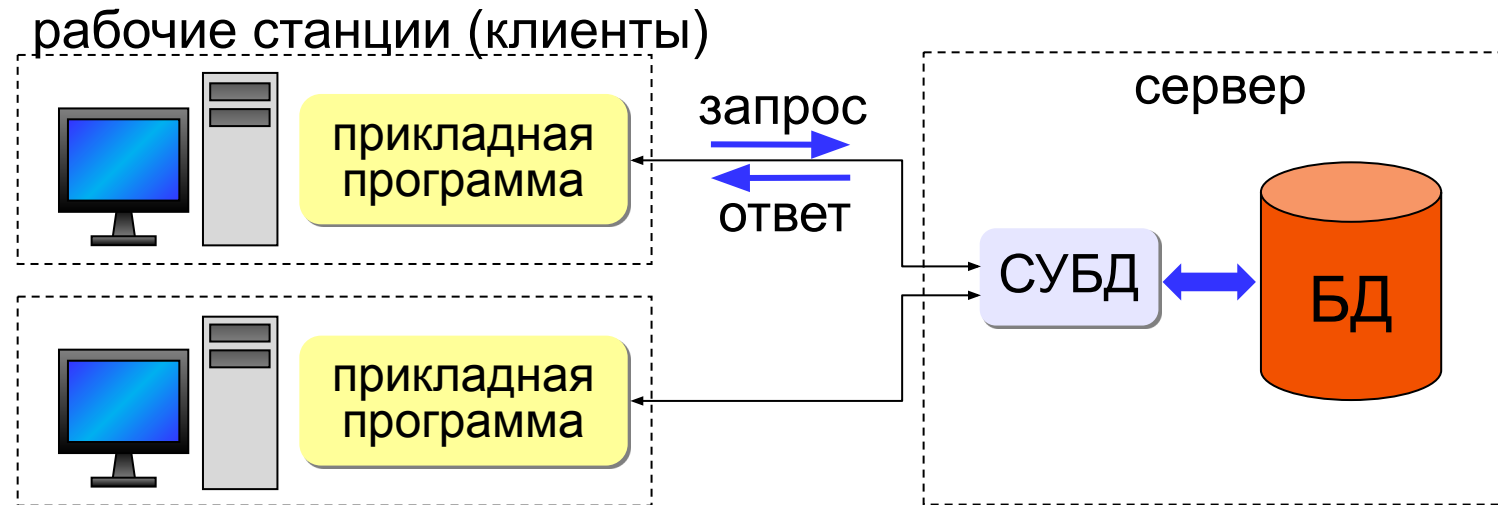 рабочие станции (клиенты)
прикладная
программа
запрос
ответ
сервер
СУБД
БД
прикладная
программа